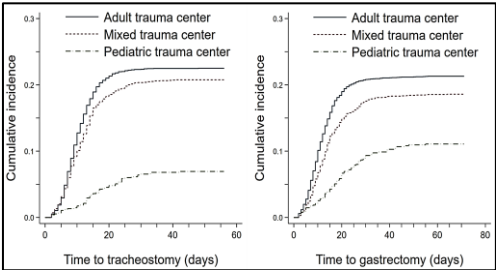 Adult trauma center
Mixed trauma center
Pediatric trauma center
Cumulative incidence
0.3
0.2
0.1
0.0
0 20 40 60
Time to tracheostomy (days)
Adult trauma center
Mixed trauma center
Pediatric trauma center
Cumulative incidence
0.3
0.2
0.1
0.0
0 20 40 60 80
Time to gastrectomy (days)